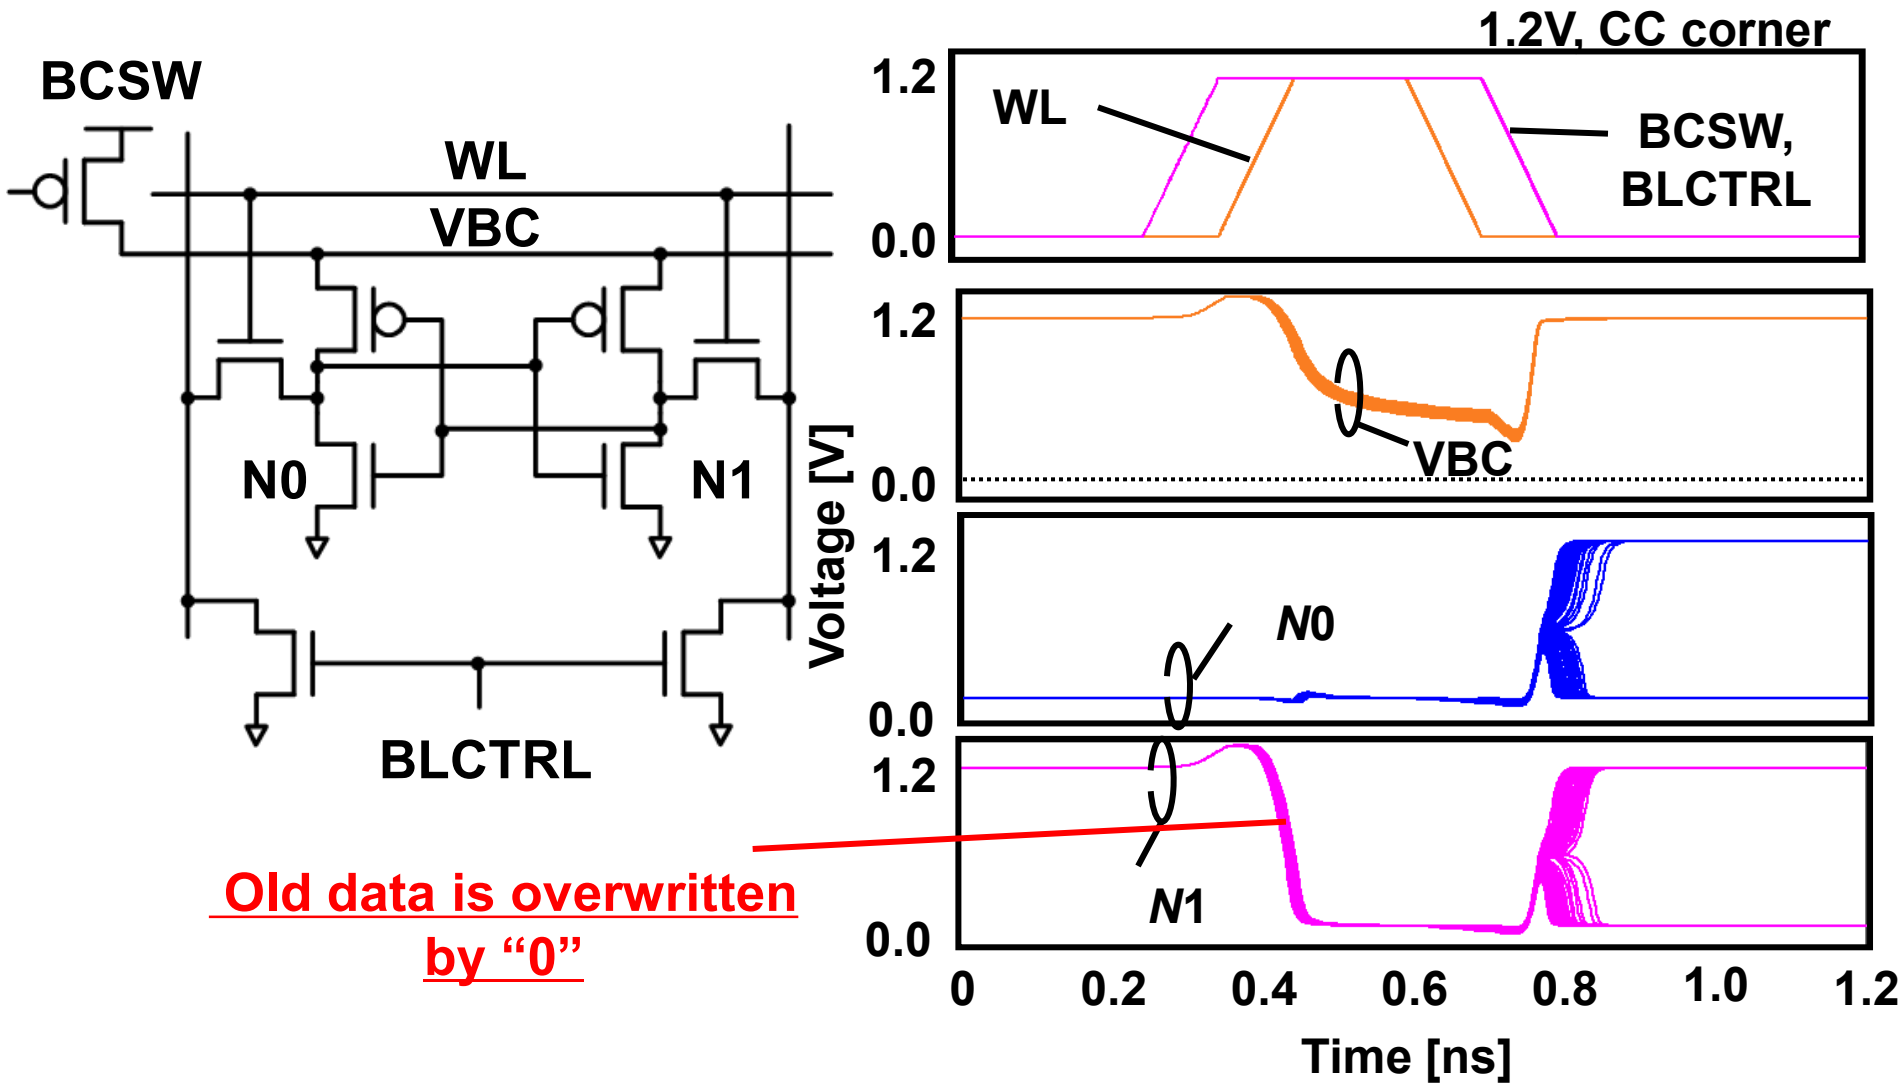 1.2V, CC corner
BCSW
WL
VBC
N0
N1
BLCTRL
Old data is overwritten
by “0”
Voltage [V]
1.2
0.0
WL
BCSW,
BLCTRL
1.2
0.0
VBC
1.2
0.0
N0
1.2
0.0
N1
0 0.2 0.4 0.6 0.8 1.0 1.2
Time [ns]